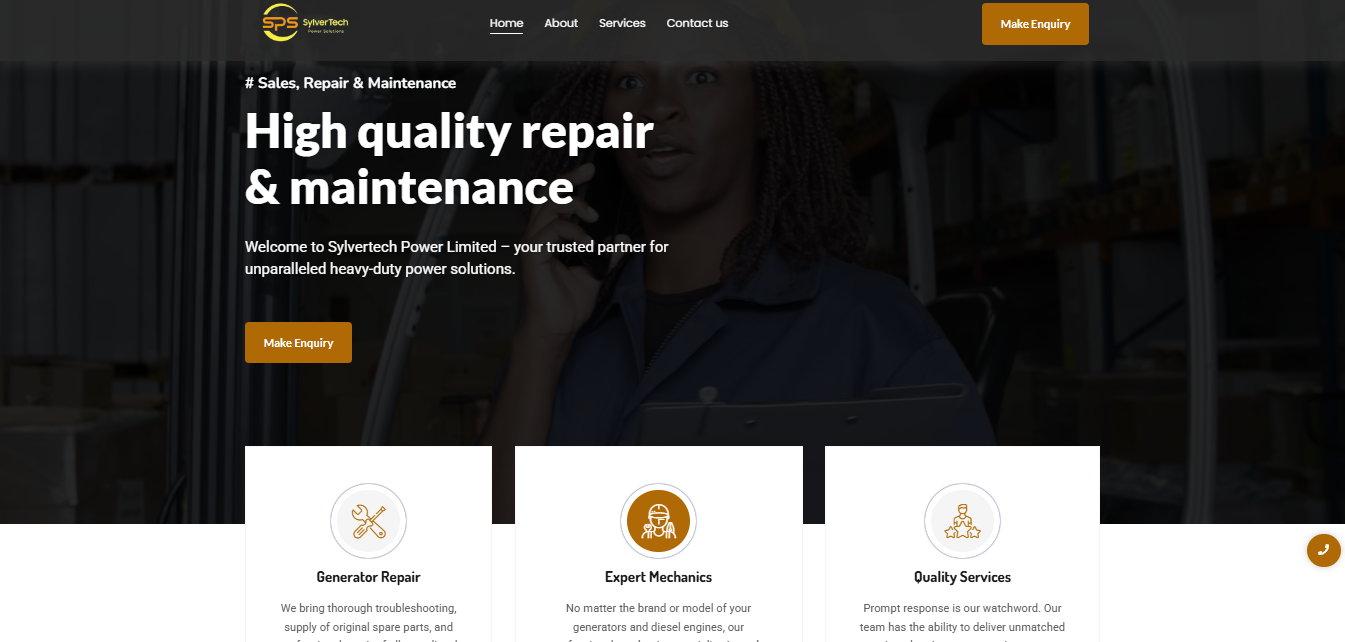 SPS SylverTech
Power Solutions
Home About Services Contact us
Make Enquiry
# Sales, Repair & Maintenance
High quality repair
& maintenance
Welcome to Sylvertech Power Limited – your trusted partner for
unparalleled heavy-duty power solutions.
Make Enquiry
Generator Repair
We bring thorough troubleshooting,
supply of original spare parts, and
Expert Mechanics
No matter the brand or model of your
generators and diesel engines, our
Quality Services
Prompt response is our watchword. Our
team has the ability to deliver unmatched